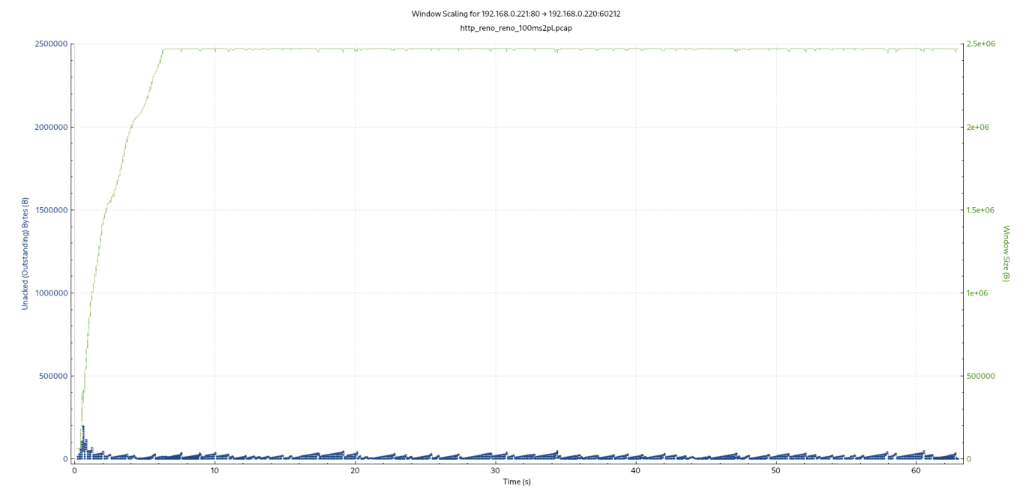 Window Scaling for 192.168.0.221:80 → 192.168.0.220:60212
http_reno_reno_100ms2pl.pcap
2500000
2.5e+06
2000000
2e+06
1500000
1.5e+06
1000000
1e+06
500000
500000
0
0
Unacked (Outstanding) Bytes (B)
Window Size (B)
0
10
20
30
40
50
60
Time (s)